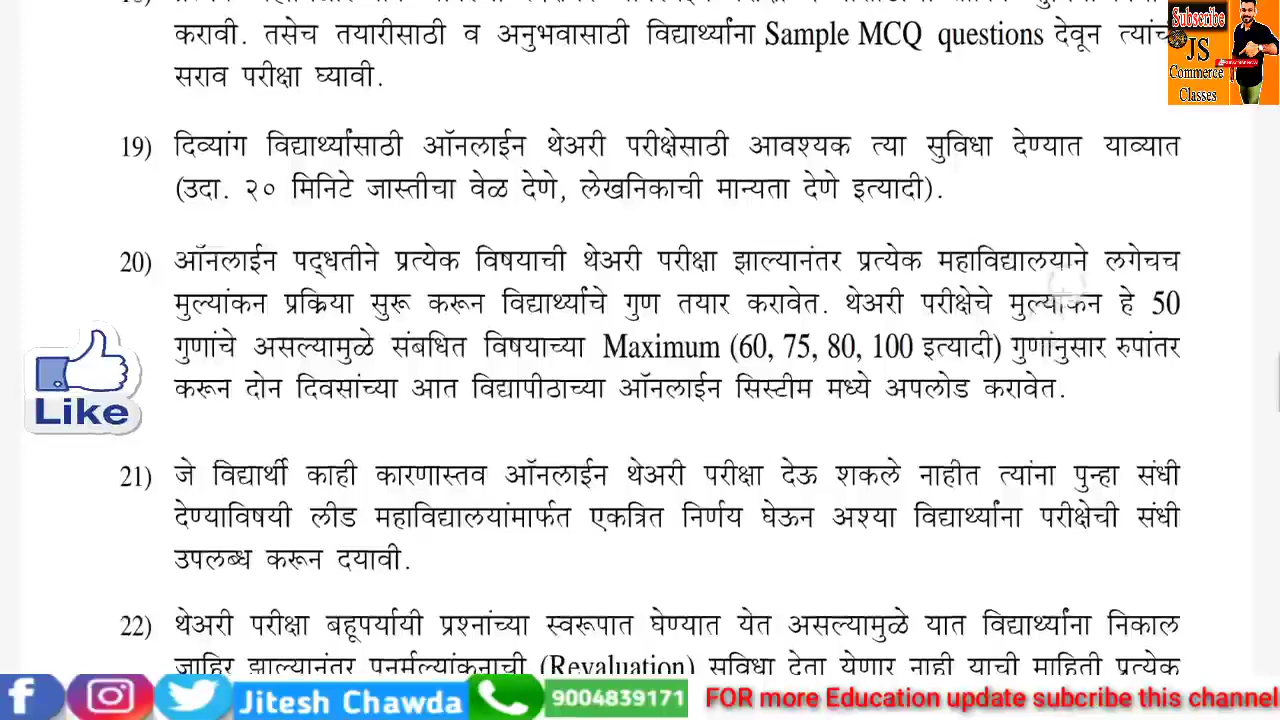 करावी. तसेच तयारीसाठी व अनुभवासाठी विद्यार्थ्यांना Sample MCQ questions देवून त्यांच
सराव परीक्षा घ्यावी.
19) दिव्यांग विद्यार्थ्यांसाठी ऑनलाईन थेअरी परीक्षेसाठी आवश्यक त्या सुविधा देण्यात याव्यात
(उदा. २० मिनिटे जास्तीचा वेळ देणे, लेखनिकाची मान्यता देणे इत्यादी).
20) ऑनलाईन पद्धतीने प्रत्येक विषयाची थेअरी परीक्षा झाल्यानंतर प्रत्येक महाविद्यालयाने लगेचच
मुल्यांकन प्रक्रिया सुरू करून विद्यार्थ्यांचे गुण तयार करावेत. थेअरी परीक्षेचे मुल्यांकन हे 50
गुणांचे असल्यामुळे संबधित विषयाच्या Maximum (60, 75, 80, 100 इत्यादी) गुणांनुसार रुपांतर
करून दोन दिवसांच्या आत विद्यापीठाच्या ऑनलाईन सिस्टीम मध्ये अपलोड करावेत.
21) जे विद्यार्थी काही कारणास्तव ऑनलाईन थेअरी परीक्षा देऊ शकले नाहीत त्यांना पुन्हा संधी
देण्याविषयी लीड महाविद्यालयांमार्फत एकत्रित निर्णय घेऊन अश्या विद्यार्थ्यांना परीक्षेची संधी
उपलब्ध करून दयावी.
22) थेअरी परीक्षा बहूपर्यायी प्रश्नांच्या स्वरूपात घेण्यात येत असल्यामुळे यात विद्यार्थ्यांना निकाल
जाहिर झाल्यानंतर पुनर्मुल्यांकनाची (Revaluation) सुविधा देता येणार नाही याची माहिती प्रत्येक
Subscribe
JS
Commerce
Classes
Like
Jitesh Chawda
9004839171
FOR more Education update subcribe this channel